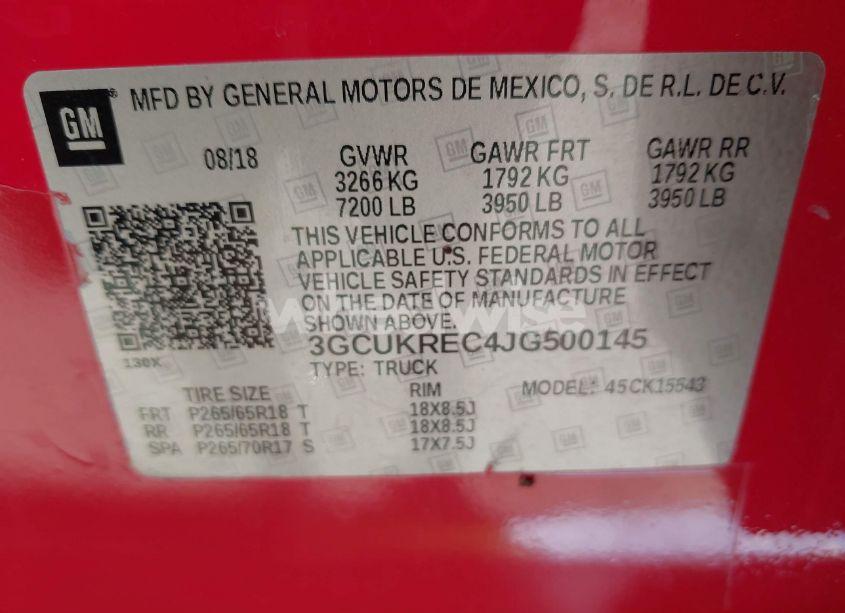 GM
MFD BY GENERAL MOTORS DE MEXICO, S. DE R.L. DE C.V.
08/18 GVWR GAWR FRT GAWR RR
3266 KG 1792 KG 1792 KG
7200 LB 3950 LB 3950 LB
THIS VEHICLE CONFORMS TO ALL
APPLICABLE U.S. FEDERAL MOTOR
VEHICLE SAFETY STANDARDS IN EFFECT
ON THE DATE OF MANUFACTURE
SHOWN ABOVE.
3GCUKREC4JG500145
130X
TYPE: TRUCK MODEL: 45CK15543
TIRE SIZE RIM
FRT P265/65R18 T 18X8.5J
RR P265/65R18 T 18X8.5J
SPA P265/70R17 S 17X7.5J